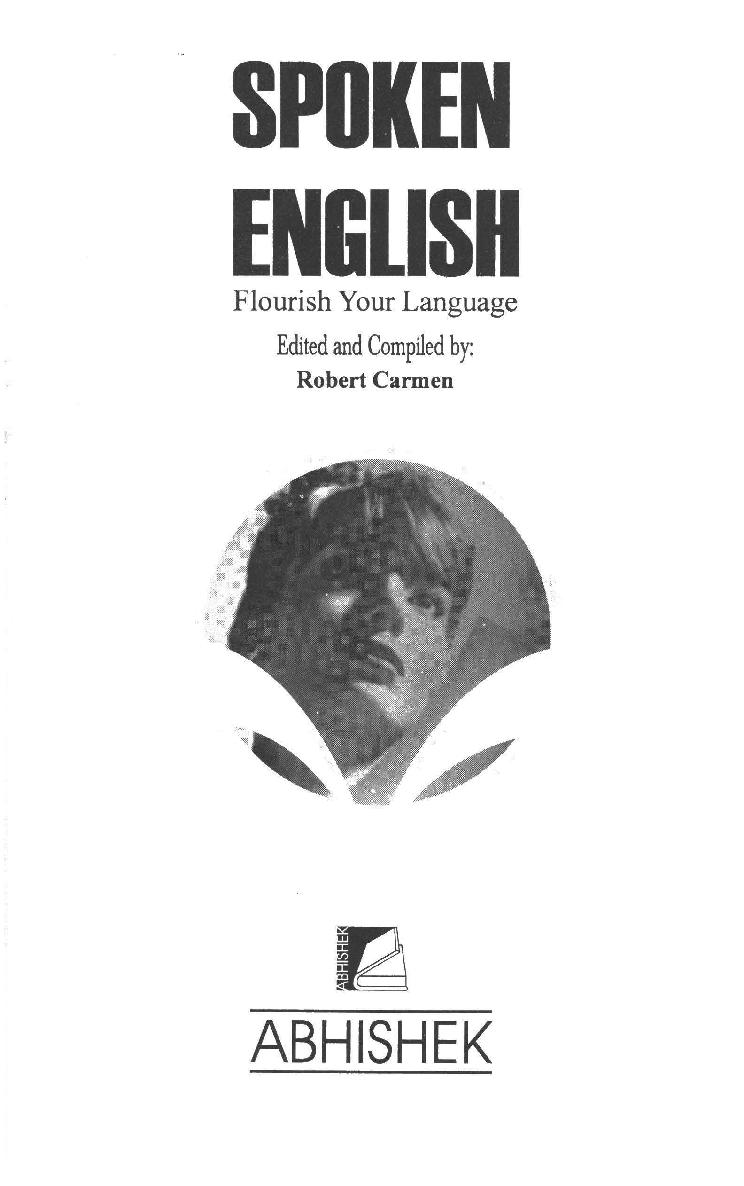 SPOKEN
ENGLISH
Flourish Your Language
Edited and Compiled by:
Robert Carmen
ABHISHEK
ABHISHEK